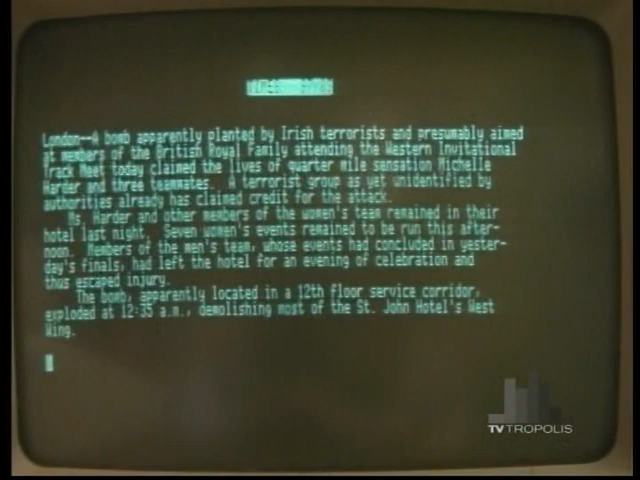 London--A bomb apparently planted by Irish terrorists and presumably aimed
at members of the British Royal Family attending the Western Invitational
Track Meet today claimed the lives of quarter mile sensation Michelle
Harder and three teammates.  A terrorist group as yet unidentified by
authorities already has claimed credit for the attack.
Ms. Harder and other members of the women's team remained in their
hotel last night.  Seven women's events remained to be run this after-
noon.  Members of the men's team, whose events had concluded in yester-
day's finals, had left the hotel for an evening of celebration and
thus escaped injury.
The bomb, apparently located in a 12th floor service corridor,
exploded at 12:35 a.m., demolishing most of the St. John Hotel's West
Wing.
TVTROPOLIS